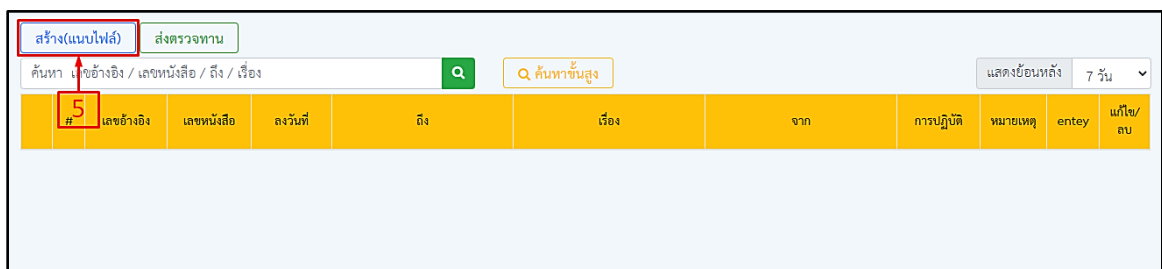 สร้าง(แนบไฟล์) ส่งตรวจทาน
ค้นหา เลขอ้างอิง / เลขหนังสือ / ถึง / เรื่อง ค้นหาขั้นสูง แสดงย้อนหลัง 7 วัน
5
# เลขอ้างอิง เลขหนังสือ ลงวันที่ ถึง เรื่อง จาก การปฏิบัติ หมายเหตุ entey แก้ไข/
ลบ